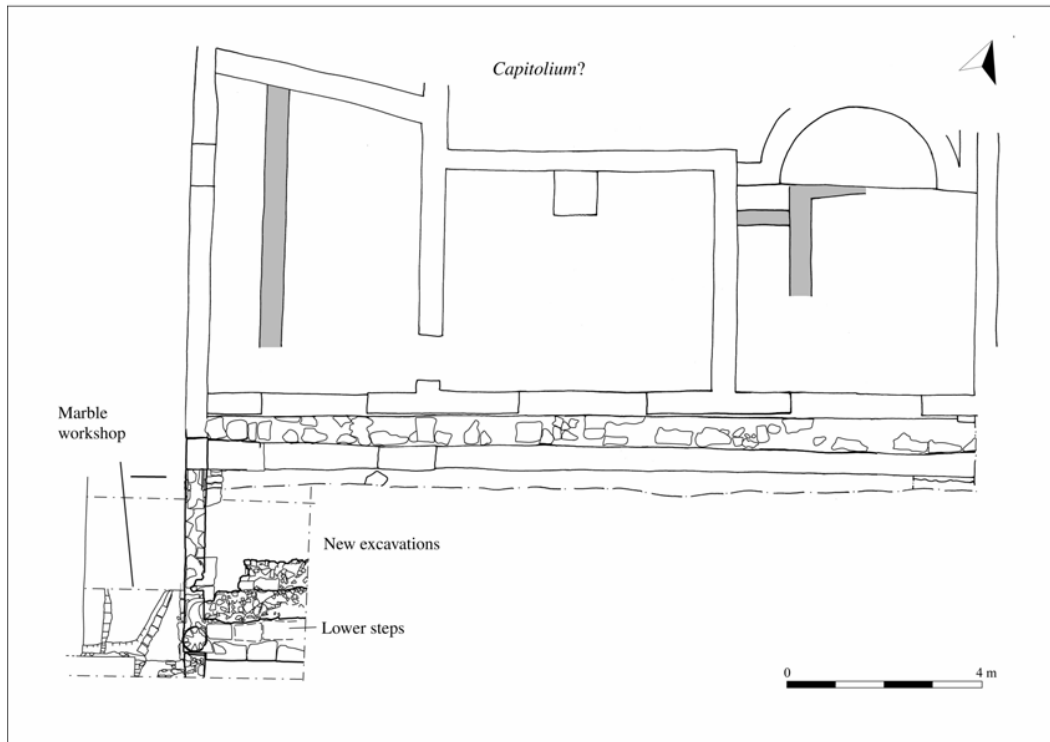 Capitolium?
Marble
workshop
New excavations
Lower steps
0 4 m